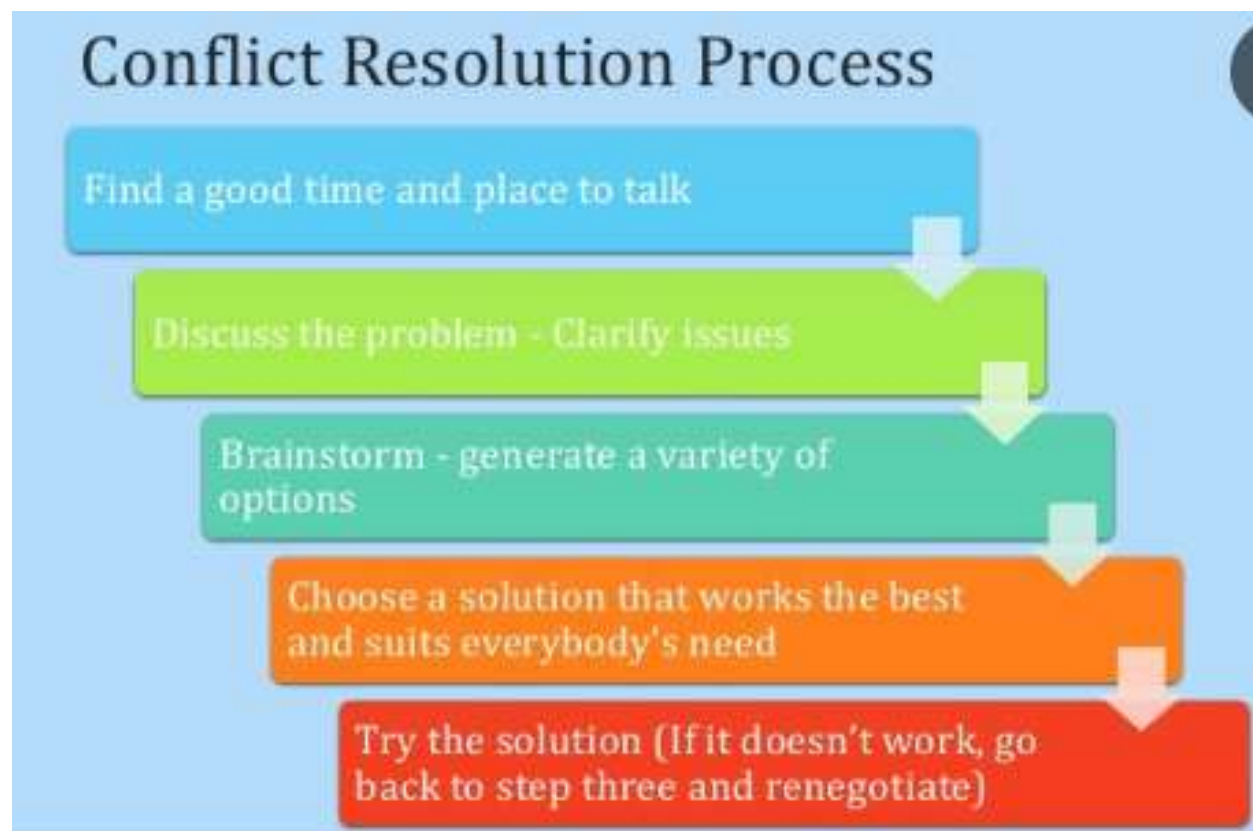 Conflict Resolution Process
Find a good time and place to talk
Discuss the problem - Clarify issues
Brainstorm - generate a variety of
options
Choose a solution that works the best
and suits everybody's need
Try the solution (If it doesn't work, go
back to step three and renegotiate)